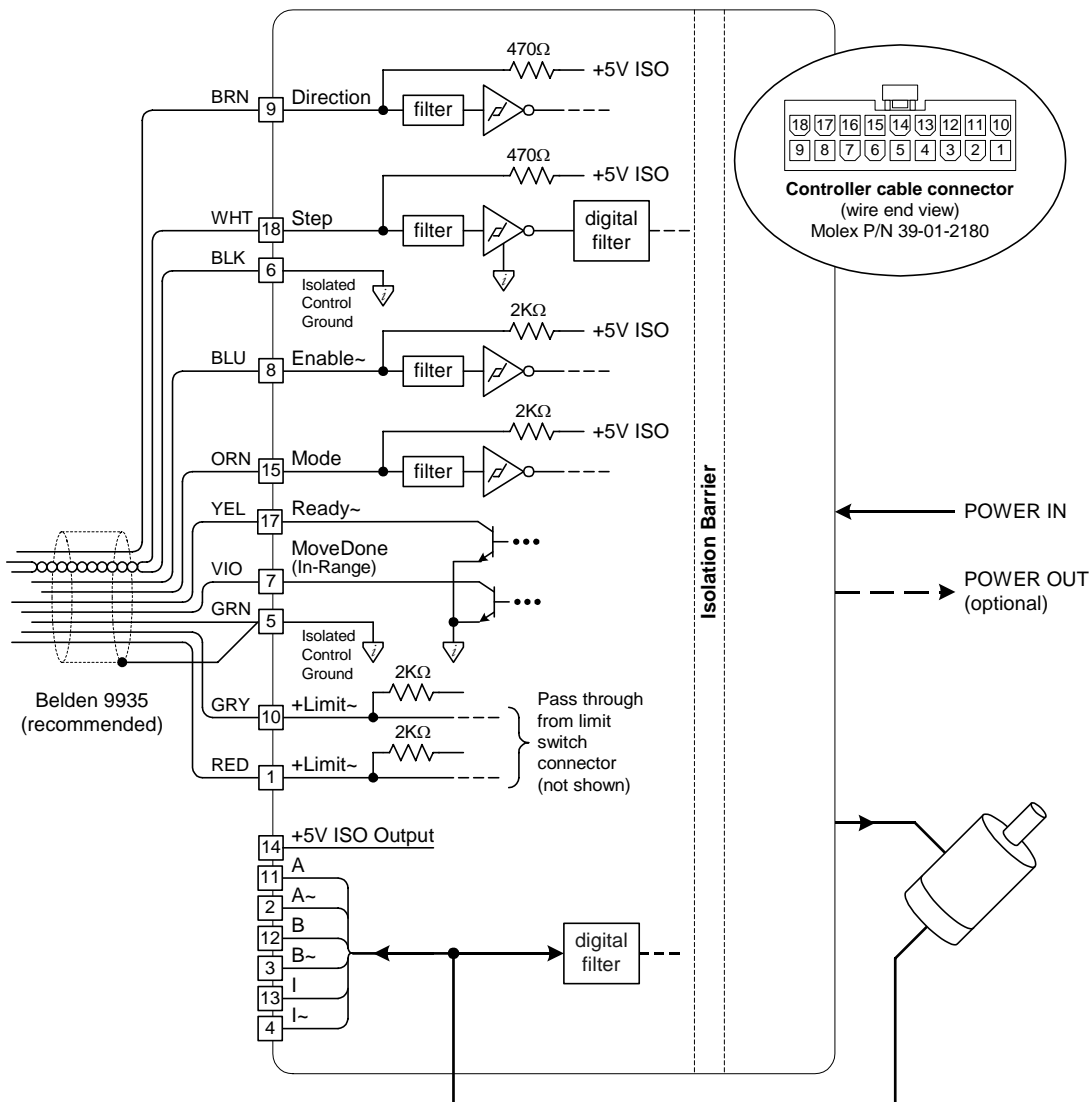 470Ω
+5V ISO
BRN 9 Direction
filter
470Ω
+5V ISO
WHT 18 Step
filter
digital
filter
BLK 6
Isolated
Control
Ground
i
i
2KΩ
+5V ISO
BLU 8 Enable~
filter
2KΩ
+5V ISO
ORN 15 Mode
filter
YEL 17 Ready~
VIO 7 MoveDone
(In-Range)
GRN 5
Isolated
Control
Ground
i
i
2KΩ
GRY 10 +Limit~
2KΩ
RED 1 +Limit~
Pass through
from limit
switch
connector
(not shown)
Belden 9935
(recommended)
14 +5V ISO Output
11 A
2 A~
12 B
3 B~
13 I
4 I~
digital
filter
Isolation Barrier
18 17 16 15 14 13 12 11 10
9 8 7 6 5 4 3 2 1
Controller cable connector
(wire end view)
Molex P/N 39-01-2180
POWER IN
POWER OUT
(optional)